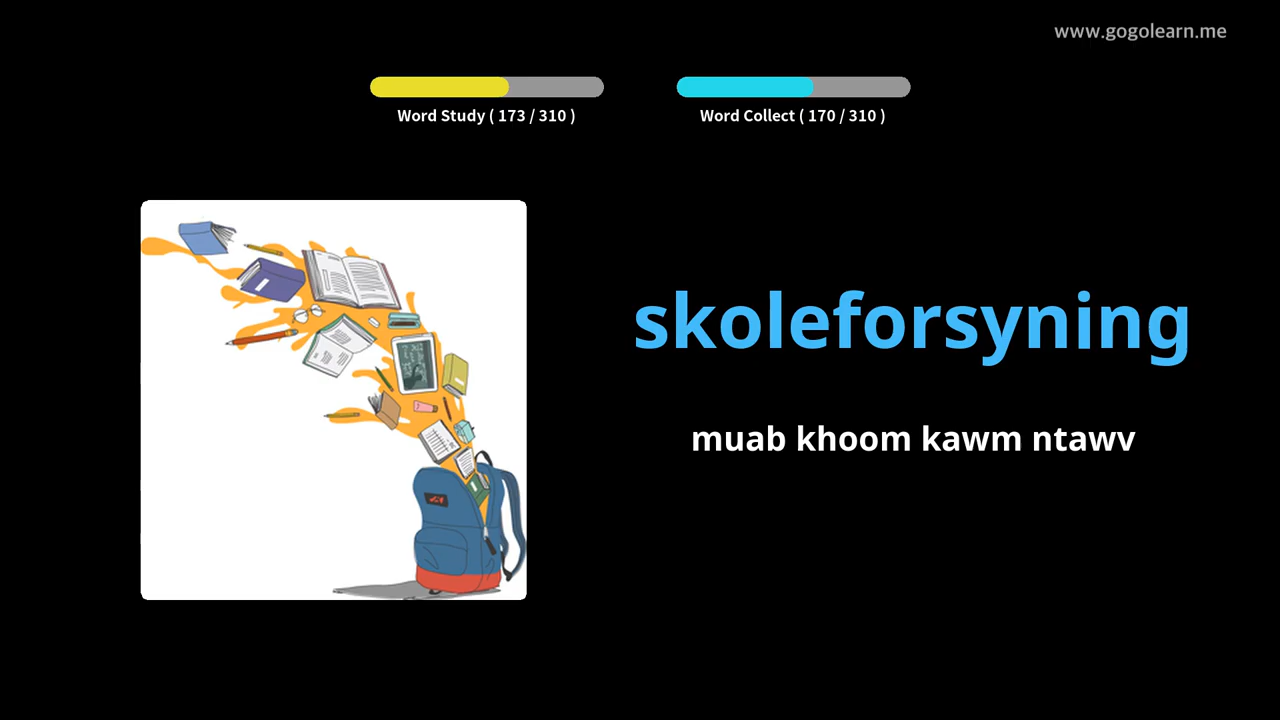 www.gogolearn.me
Word Study ( 173 / 310 )
Word Collect ( 170 / 310 )
skoleforsyning
muab khoom kawm ntawv